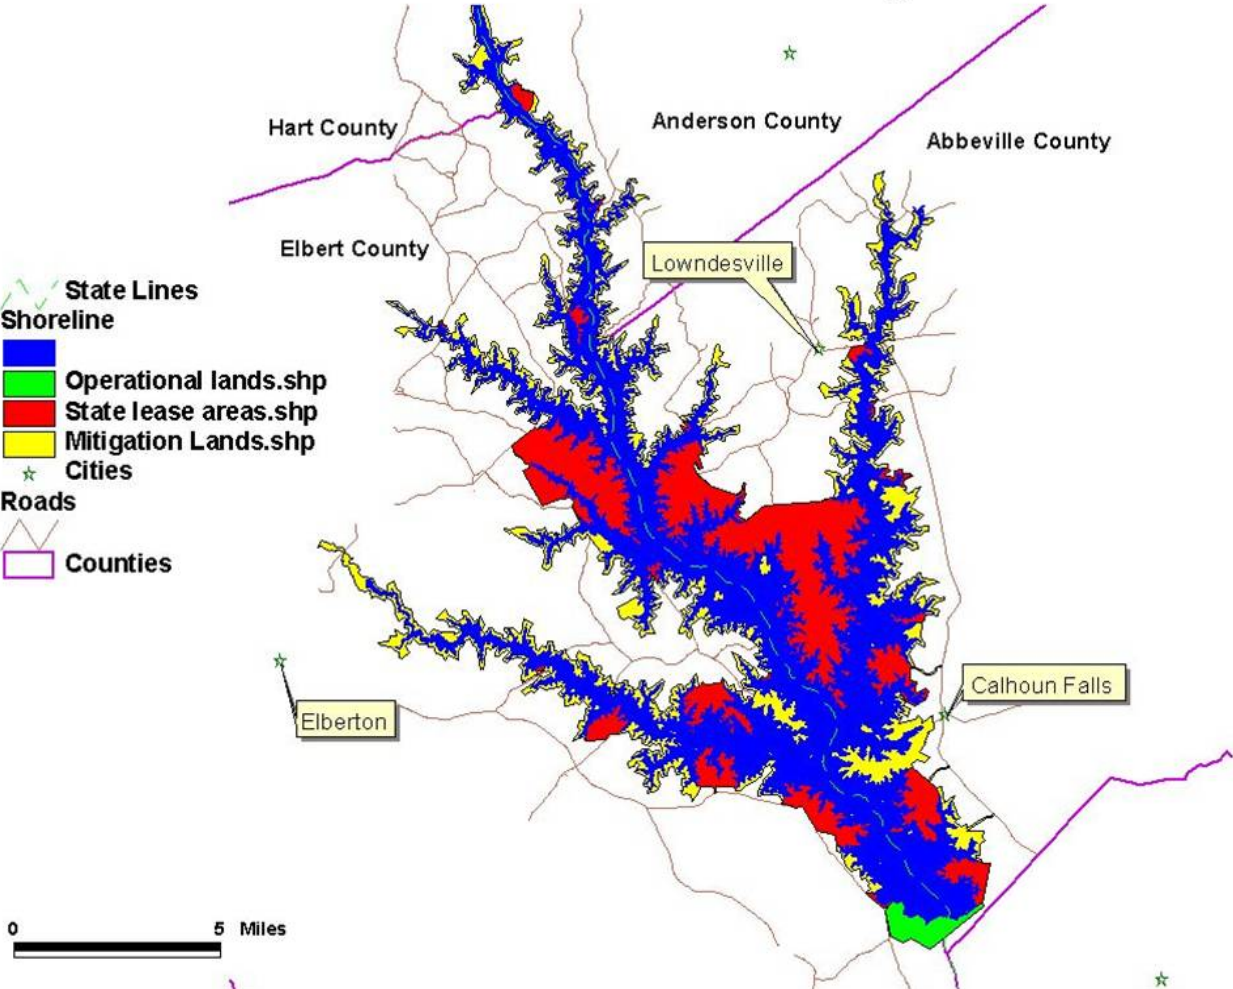 Hart County
Anderson County
Abbeville County
Elbert County
Lowndesville
State Lines
Shoreline
Operational lands.shp
State lease areas.shp
Mitigation Lands.shp
Cities
Roads
Counties
Calhoun Falls
Elberton
0 5 Miles